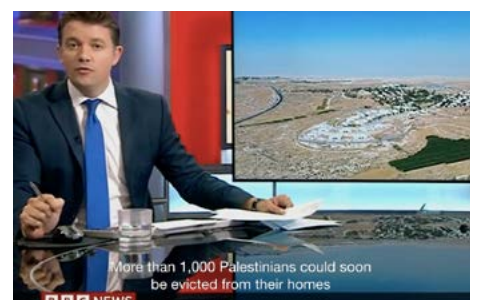 More than 1,000 Palestinians could soon
be evicted from their homes
BBC NEWS